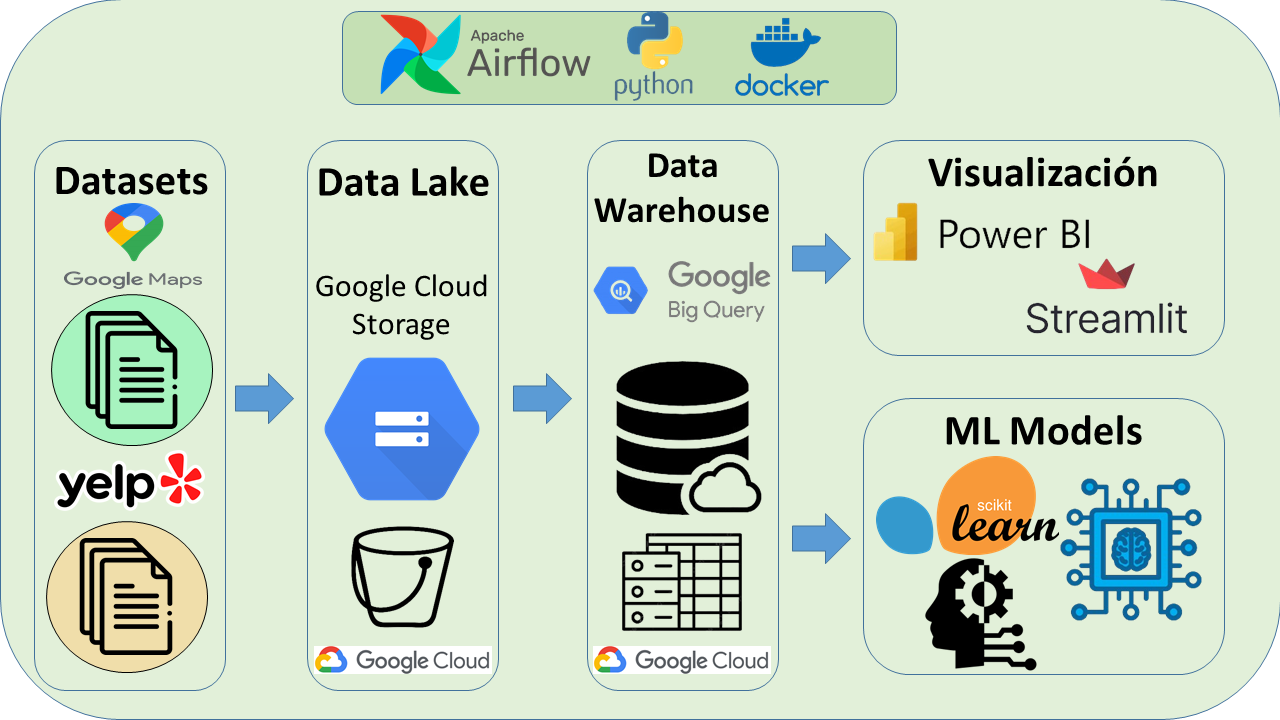 Apache
Airflow
python
docker
Datasets
Google Maps
yelp
Data Lake
Google Cloud
Storage
Google Cloud
Data
Warehouse
Google
Big Query
Google Cloud
Visualización
Power BI
Streamlit
ML Models
scikit
learn